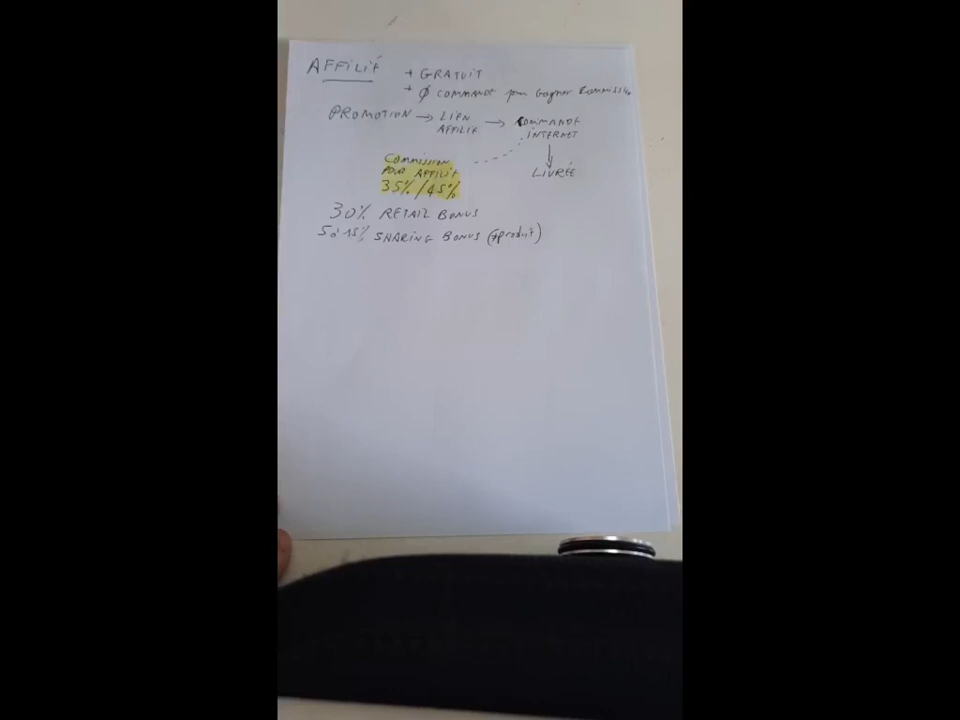 AFFILIÉ
+ GRATUIT
+ Ø COMMANDE pour Gagner Commission
PROMOTION → LIEN AFFILIÉ → COMMANDE INTERNET
LIVRÉE
COMMISSION
POUR AFFILIÉ
35% / 45%
30% RETAIL BONUS
5 à 15% SHARING BONUS (+produit)